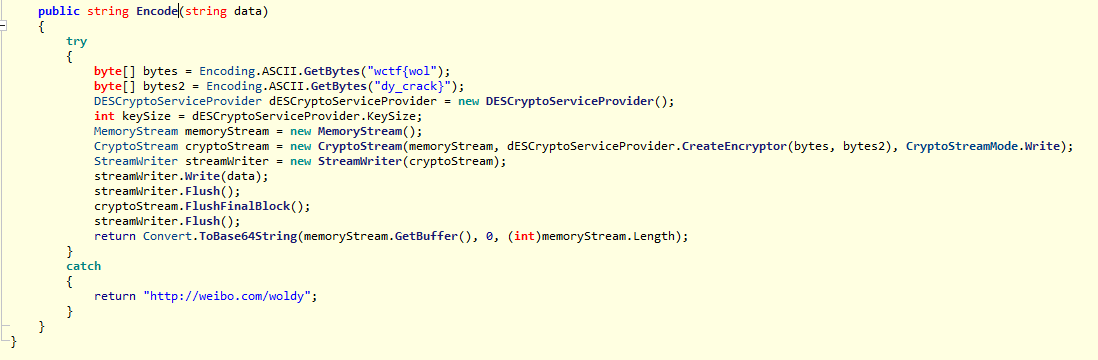 public string Encode(string data)
{
try
{
byte[] bytes = Encoding.ASCII.GetBytes("wctf{wol");
byte[] bytes2 = Encoding.ASCII.GetBytes("dy_crack}");
DESCryptoServiceProvider dESCryptoServiceProvider = new DESCryptoServiceProvider();
int keySize = dESCryptoServiceProvider.KeySize;
MemoryStream memoryStream = new MemoryStream();
CryptoStream cryptoStream = new CryptoStream(memoryStream, dESCryptoServiceProvider.CreateEncryptor(bytes, bytes2), CryptoStreamMode.Write);
StreamWriter streamWriter = new StreamWriter(cryptoStream);
streamWriter.Write(data);
streamWriter.Flush();
cryptoStream.FlushFinalBlock();
streamWriter.Flush();
return Convert.ToBase64String(memoryStream.GetBuffer(), 0, (int)memoryStream.Length);
}
catch
{
return "http://weibo.com/woldy";
}
}
}